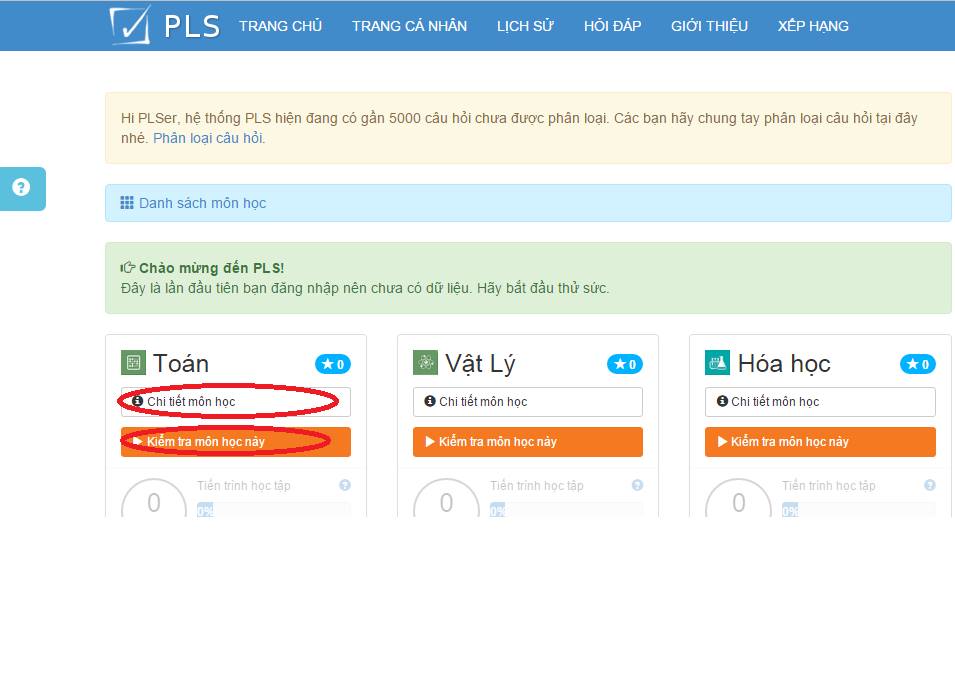 PLS TRANG CHỦ TRANG CÁ NHÂN LỊCH SỬ HỎI ĐÁP GIỚI THIỆU XẾP HẠNG
Hi PLSer, hệ thống PLS hiện đang có gần 5000 câu hỏi chưa được phân loại. Các bạn hãy chung tay phân loại câu hỏi tại đây
nhé. Phân loại câu hỏi.
?
Danh sách môn học
Chào mừng đến PLS!
Đây là lần đầu tiên bạn đăng nhập nên chưa có dữ liệu. Hãy bắt đầu thử sức.
Toán ★ 0
Chi tiết môn học
Kiểm tra môn học này
Tiến trình học tập ?
0
0%
Vật Lý ★ 0
Chi tiết môn học
Kiểm tra môn học này
Tiến trình học tập ?
0
0%
Hóa học ★ 0
Chi tiết môn học
Kiểm tra môn học này
Tiến trình học tập ?
0
0%